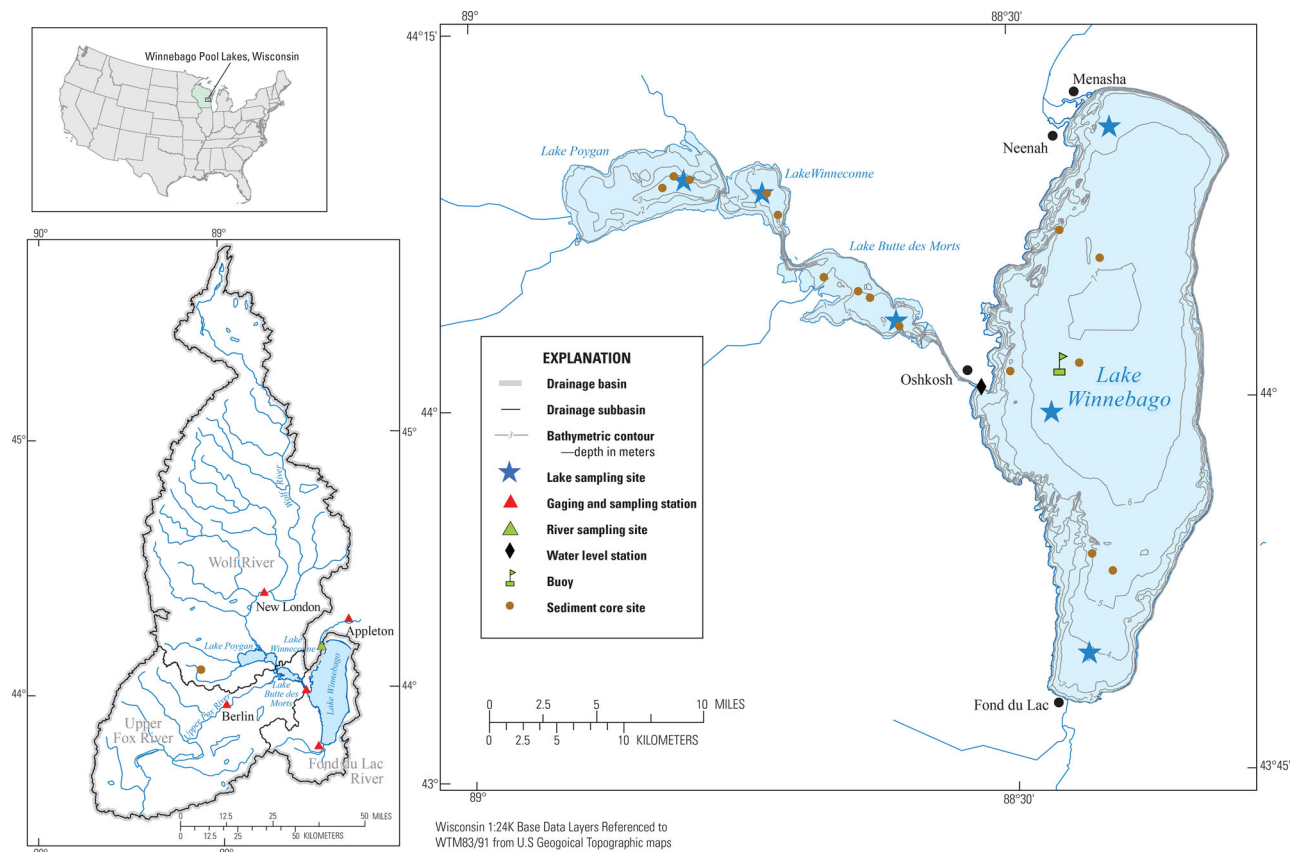 Winnebago Pool Lakes, Wisconsin
90°
89°
45°
45°
Wolf River
Wolf River
New London
Appleton
Lake Poygan
Lake
Winneconne
Lake
Butte des
Morts
Lake Winnebago
44°
44°
Upper Fox River
Berlin
Upper
Fox River
Fond du Lac
River
43°
0 12.5 25 50 MILES
0 12.5 25 50 KILOMETERS
90°
89°
89°
88°30'
44°15'
Menasha
Neenah
Lake Poygan
LakeWinneconne
Lake Butte des Morts
Oshkosh
44°
44°
Lake
Winnebago
6
5
4
Fond du Lac
43°45'
89°
88°30'
EXPLANATION
Drainage basin
Drainage subbasin
3
Bathymetric contour
—depth in meters
Lake sampling site
Gaging and sampling station
River sampling site
Water level station
Buoy
Sediment core site
0 2.5 5 10 MILES
0 2.5 5 10 KILOMETERS
Wisconsin 1:24K Base Data Layers Referenced to
WTM83/91 from U.S Geogoical Topographic maps